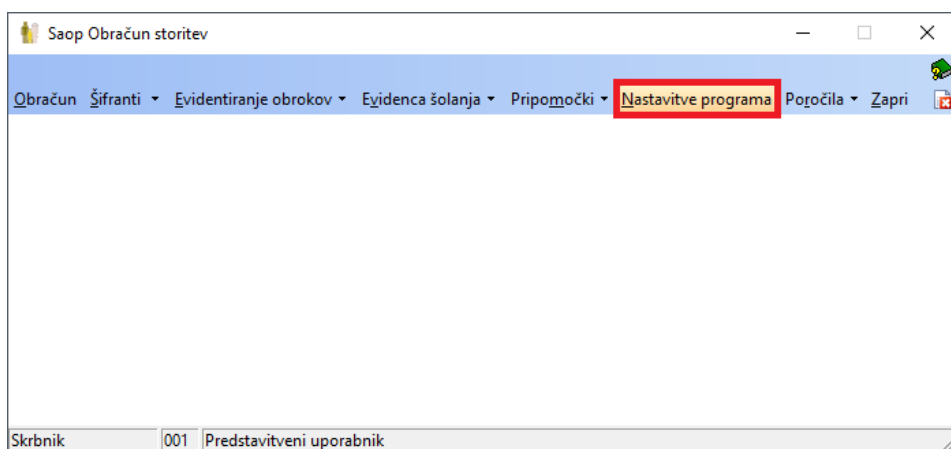 Saop Obračun storitev
Obračun Šifranti Evidentiranje obrokov Evidenca šolanja Pripomočki Nastavitve programa Poročila Zapri
Skrbnik 001 Predstavitveni uporabnik